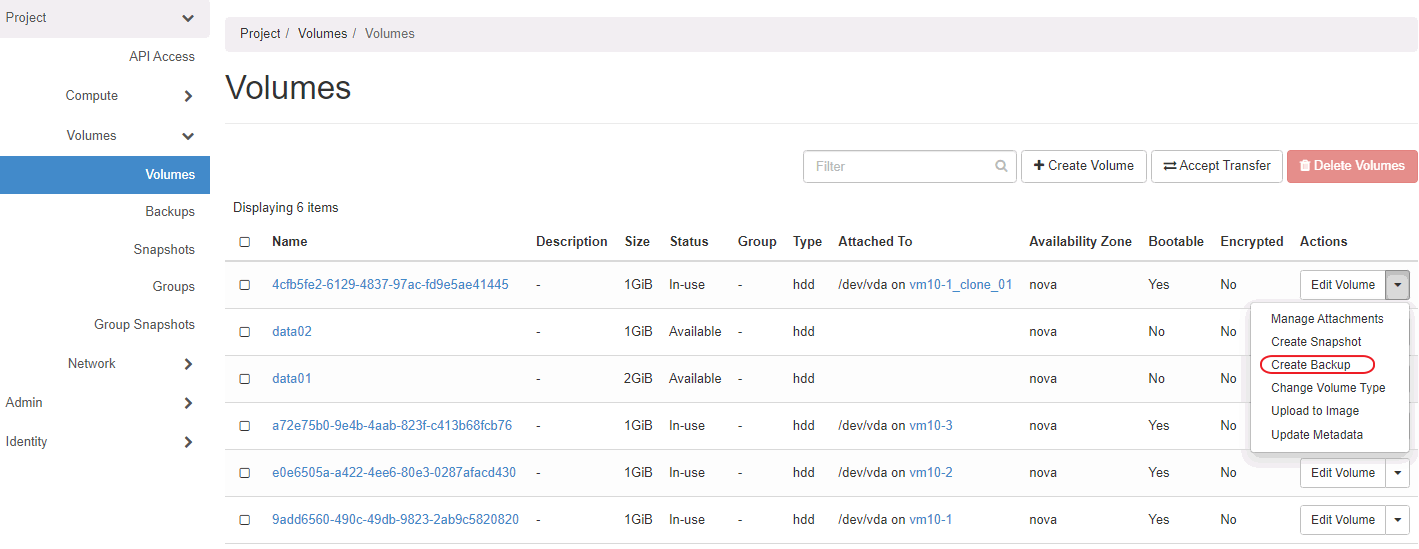 Project
API Access
Compute
Volumes
Volumes
Backups
Snapshots
Groups
Group Snapshots
Network
Admin
Identity
Project / Volumes / Volumes
Volumes
Filter Create Volume Accept Transfer Delete Volumes
Displaying 6 items
Name Description Size Status Group Type Attached To Availability Zone Bootable Encrypted Actions
4cfb5fe2-6129-4837-97ac-fd9e5ae41445 - 1GiB In-use - hdd /dev/vda on vm10-1_clone_01 nova Yes No Edit Volume
data02 - 1GiB Available - hdd nova No No
data01 - 2GiB Available - hdd nova No No
a72e75b0-9e4b-4aab-823f-c413b68fcb76 - 1GiB In-use - hdd /dev/vda on vm10-3 nova Yes No
e0e6505a-a422-4ee6-80e3-0287afacd430 - 1GiB In-use - hdd /dev/vda on vm10-2 nova Yes No Edit Volume
9add6560-490c-49db-9823-2ab9c5820820 - 1GiB In-use - hdd /dev/vda on vm10-1 nova Yes No Edit Volume
Manage Attachments
Create Snapshot
Create Backup
Change Volume Type
Upload to Image
Update Metadata